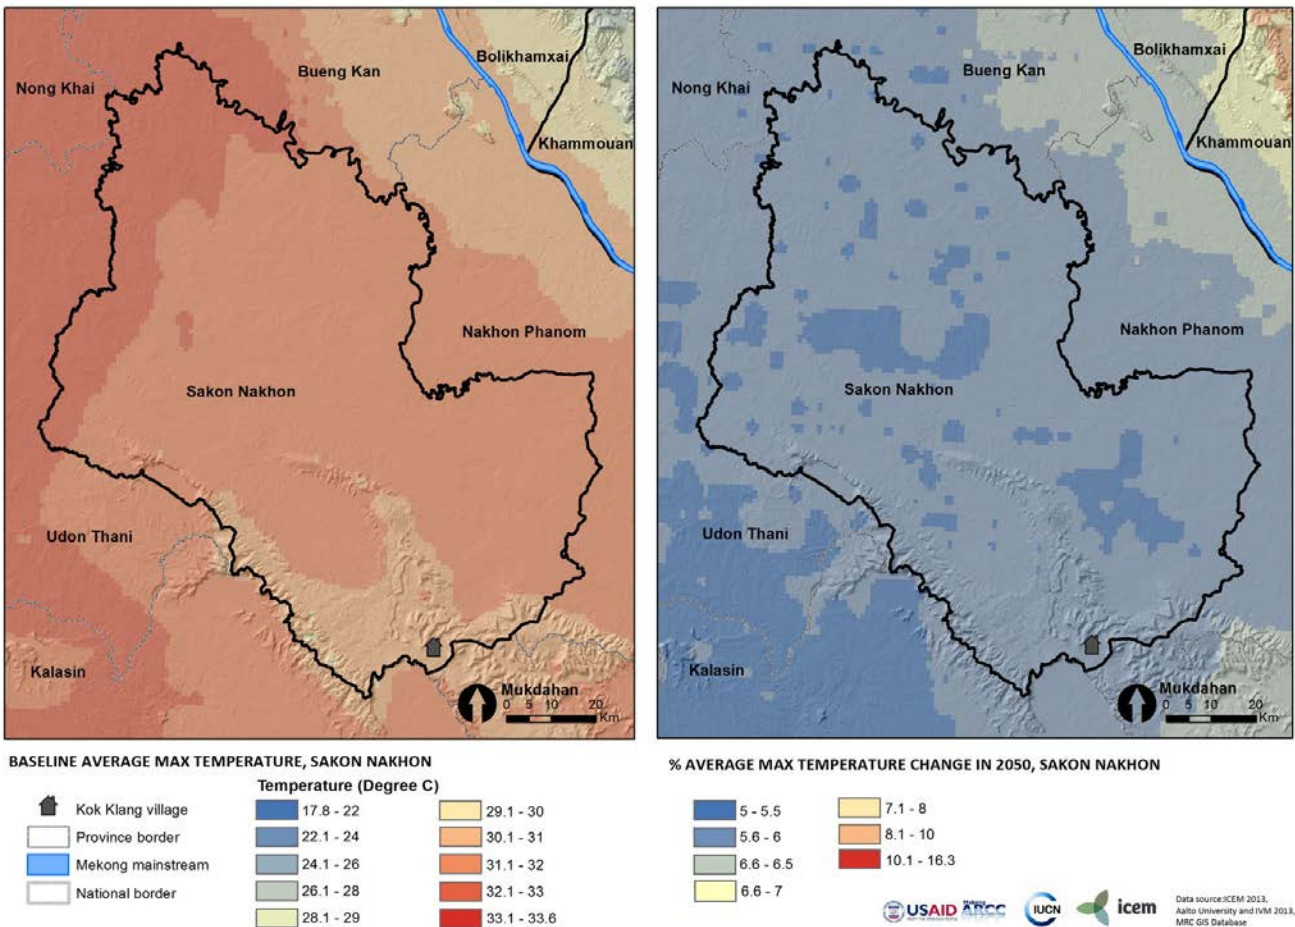 Nong Khai
Bueng Kan
Bolikhamxai
Khammouan
Nakhon Phanom
Sakon Nakhon
Udon Thani
Kalasin
Mukdahan
0 5 10 20
Km
Nong Khai
Bueng Kan
Bolikhamxai
Khammouan
Nakhon Phanom
Sakon Nakhon
Udon Thani
Kalasin
Mukdahan
0 5 10 20
Km
BASELINE AVERAGE MAX TEMPERATURE, SAKON NAKHON
Kok Klang village
Province border
Mekong mainstream
National border
Temperature (Degree C)
17.8 - 22
22.1 - 24
24.1 - 26
26.1 - 28
28.1 - 29
29.1 - 30
30.1 - 31
31.1 - 32
32.1 - 33
33.1 - 33.6
% AVERAGE MAX TEMPERATURE CHANGE IN 2050, SAKON NAKHON
5 - 5.5
5.6 - 6
6.6 - 6.5
6.6 - 7
7.1 - 8
8.1 - 10
10.1 - 16.3
USAID
Mekong
ARCC
IUCN
icem
Data source:ICEM 2013,
Aalto University and IVM 2013,
MRC GIS Database